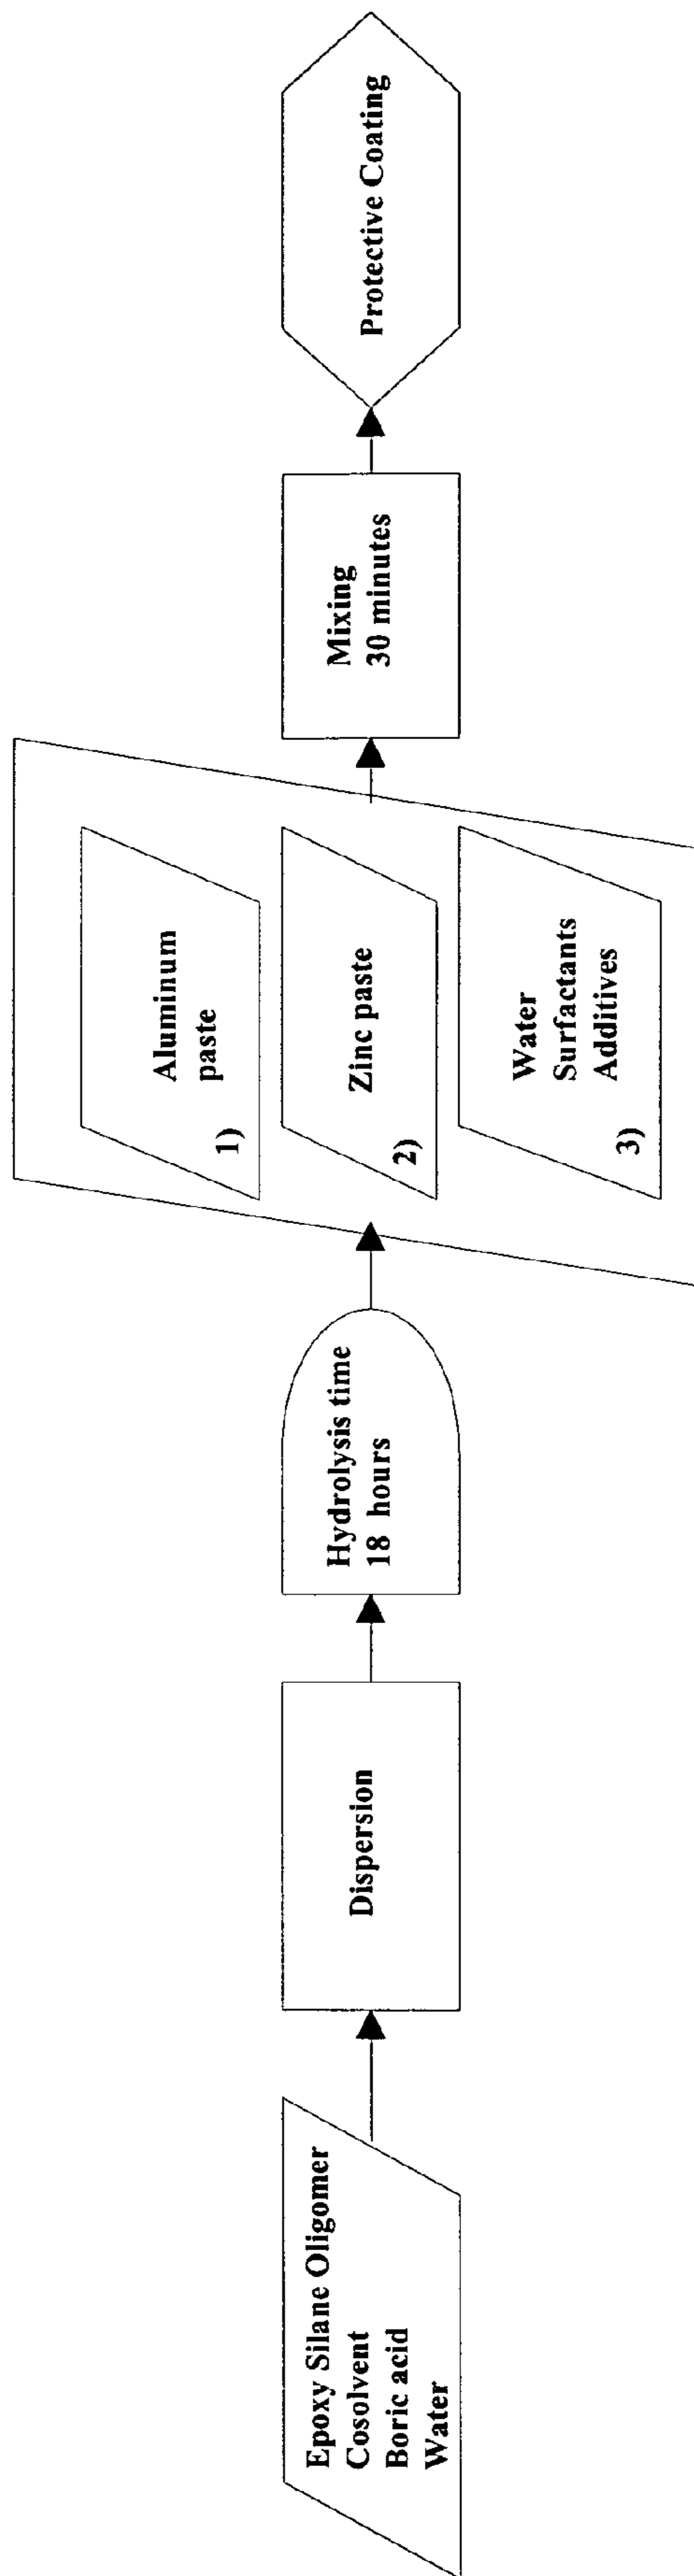 Epoxy Silane Oligomer
Cosolvent
Boric acid
Water
Dispersion
Hydrolysis time
18 hours
Aluminum
paste
1)
Zinc paste
2)
Water
Surfactants
Additives
3)
Mixing
30 minutes
Protective Coating